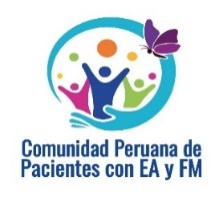 Comunidad Peruana de
Pacientes con EA y FM